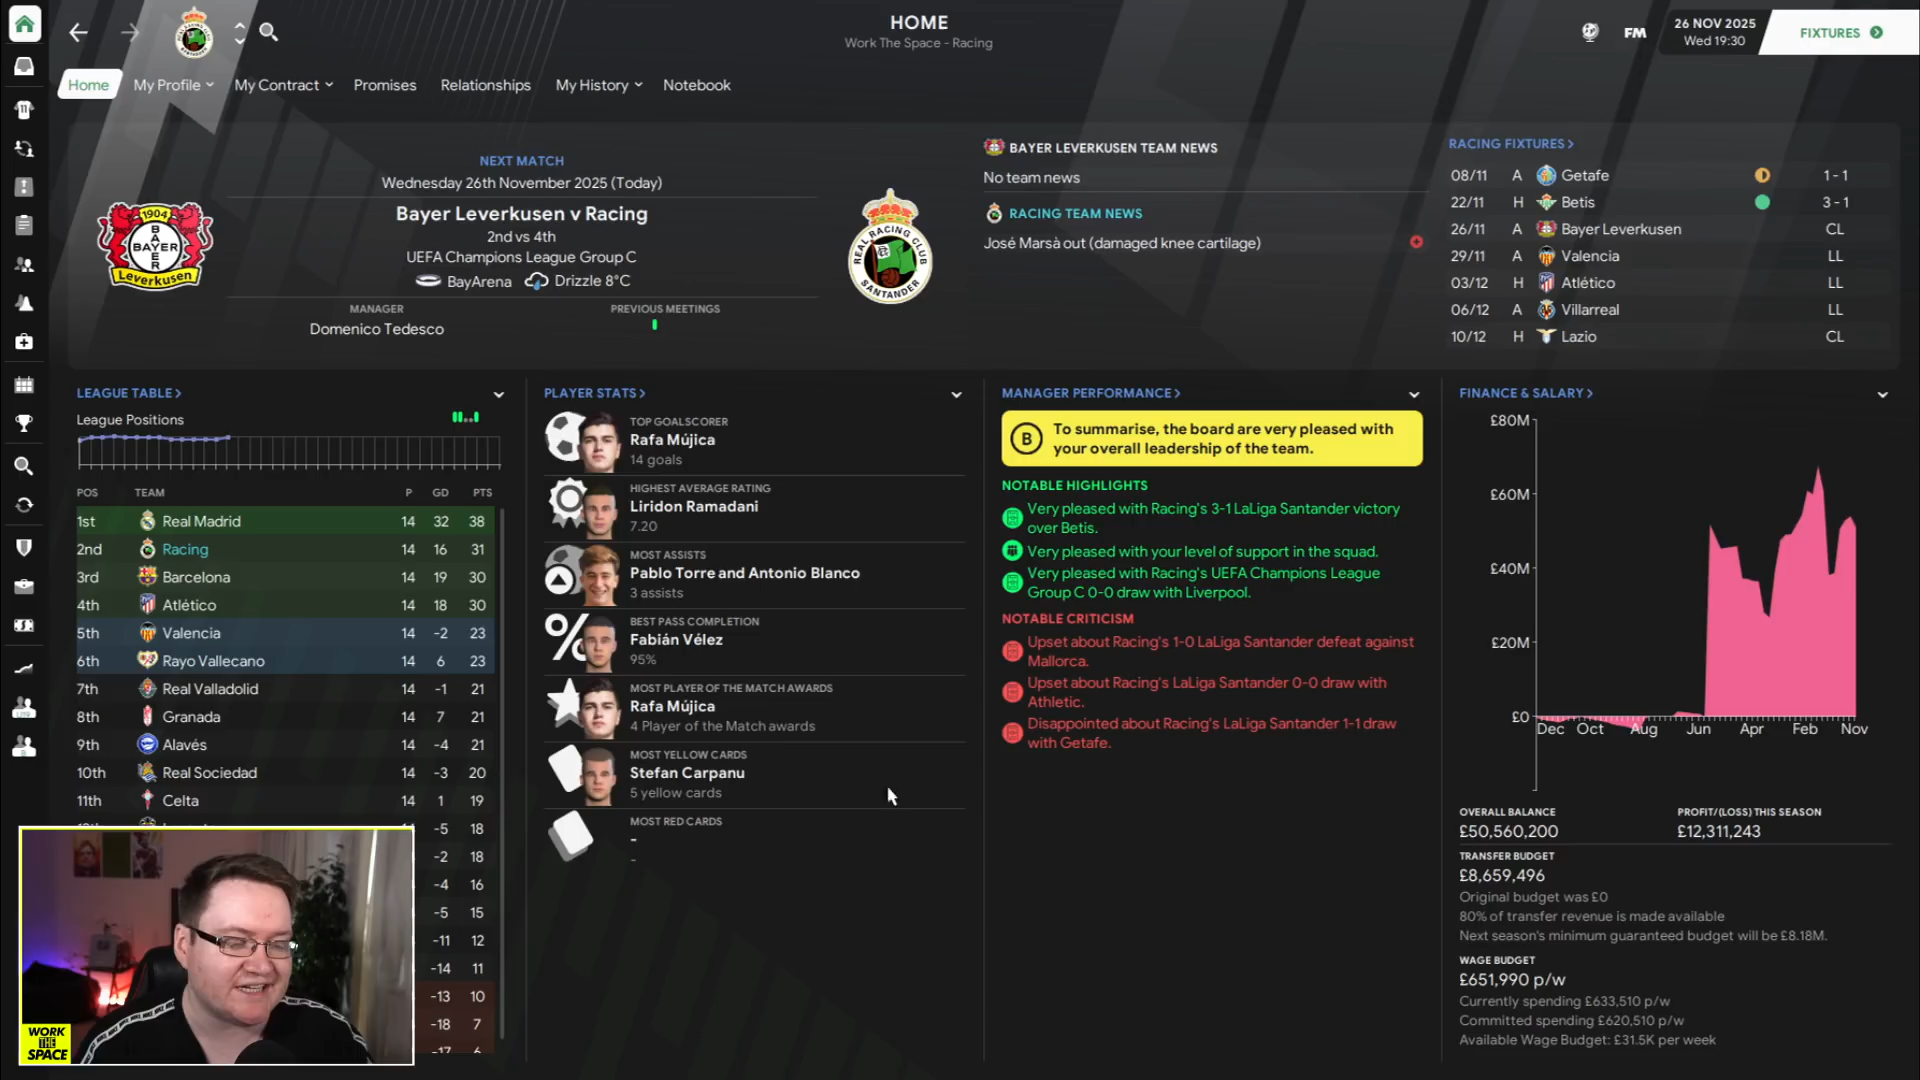 HOME
Work The Space - Racing
FM
26 NOV 2025
Wed 19:30
FIXTURES
Home
My Profile
My Contract
Promises
Relationships
My History
Notebook
NEXT MATCH
Wednesday 26th November 2025 (Today)
Bayer Leverkusen v Racing
2nd vs 4th
UEFA Champions League Group C
BayArena
Drizzle 8°C
MANAGER
Domenico Tedesco
PREVIOUS MEETINGS
1904
BAYER
BAYER
Leverkusen
REAL RACING CLUB
SANTANDER
BAYER LEVERKUSEN TEAM NEWS
No team news
RACING TEAM NEWS
José Marsà out (damaged knee cartilage)
RACING FIXTURES >
08/11 A Getafe 1 - 1
22/11 H Betis 3 - 1
26/11 A Bayer Leverkusen CL
29/11 A Valencia LL
03/12 H Atlético LL
06/12 A Villarreal LL
10/12 H Lazio CL
LEAGUE TABLE >
League Positions
POS TEAM P GD PTS
1st Real Madrid 14 32 38
2nd Racing 14 16 31
3rd Barcelona 14 19 30
4th Atlético 14 18 30
5th Valencia 14 -2 23
6th Rayo Vallecano 14 6 23
7th Real Valladolid 14 -1 21
8th Granada 14 7 21
9th Alavés 14 -4 21
10th Real Sociedad 14 -3 20
11th Celta 14 1 19
-5 18
-2 18
-4 16
-5 15
-11 12
-14 11
-13 10
-18 7
-17 6
PLAYER STATS >
TOP GOALSCORER
Rafa Mújica
14 goals
HIGHEST AVERAGE RATING
Liridon Ramadani
7.20
MOST ASSISTS
Pablo Torre and Antonio Blanco
3 assists
BEST PASS COMPLETION
Fabián Vélez
95%
MOST PLAYER OF THE MATCH AWARDS
Rafa Mújica
4 Player of the Match awards
MOST YELLOW CARDS
Stefan Carpanu
5 yellow cards
MOST RED CARDS
-
-
MANAGER PERFORMANCE >
B
To summarise, the board are very pleased with
your overall leadership of the team.
NOTABLE HIGHLIGHTS
Very pleased with Racing's 3-1 LaLiga Santander victory
over Betis.
Very pleased with your level of support in the squad.
Very pleased with Racing's UEFA Champions League
Group C 0-0 draw with Liverpool.
NOTABLE CRITICISM
Upset about Racing's 1-0 LaLiga Santander defeat against
Mallorca.
Upset about Racing's LaLiga Santander 0-0 draw with
Athletic.
Disappointed about Racing's LaLiga Santander 1-1 draw
with Getafe.
FINANCE & SALARY >
£80M
£60M
£40M
£20M
£0
Dec Oct Aug Jun Apr Feb Nov
OVERALL BALANCE
£50,560,200
PROFIT/(LOSS) THIS SEASON
£12,311,243
TRANSFER BUDGET
£8,659,496
Original budget was £0
80% of transfer revenue is made available
Next season's minimum guaranteed budget will be £8.18M.
WAGE BUDGET
£651,990 p/w
Currently spending £633,510 p/w
Committed spending £620,510 p/w
Available Wage Budget: £31.5K per week
WORK
THE
SPACE